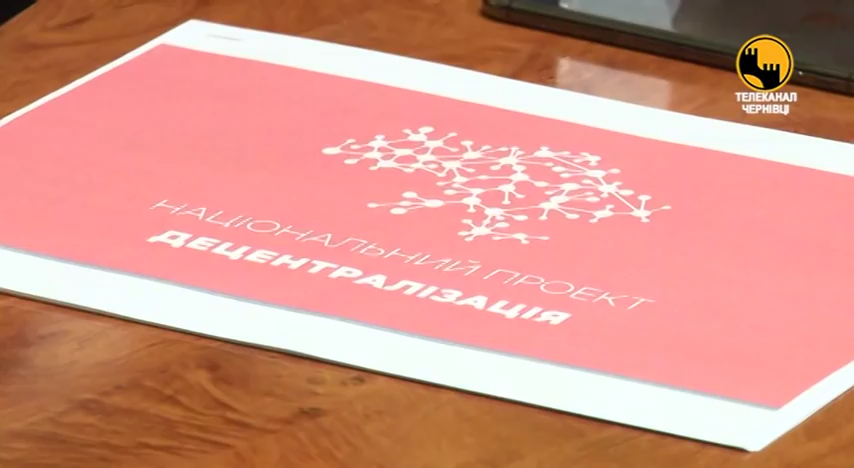 ТЕЛЕКАНАЛ
ЧЕРНІВЦІ
НАЦІОНАЛЬНИЙ ПРОЕКТ
ДЕЦЕНТРАЛІЗАЦІЯ